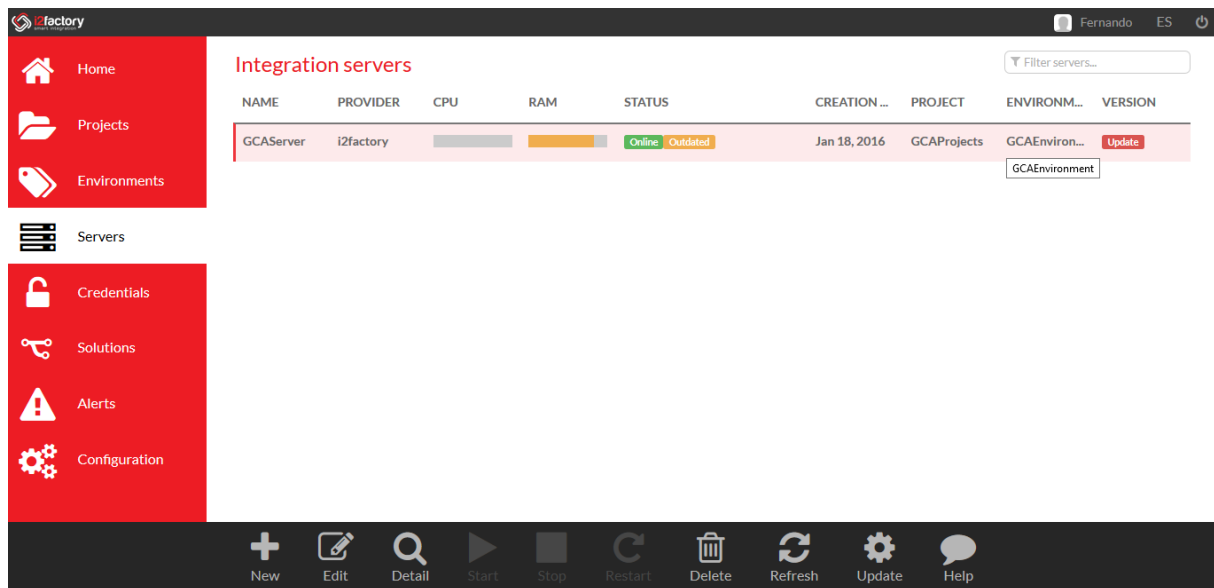 i2factory
smart integration
Fernando ES
Home
Projects
Environments
Servers
Credentials
Solutions
Alerts
Configuration
Integration servers
Filter servers...
NAME PROVIDER CPU RAM STATUS CREATION ... PROJECT ENVIRONM... VERSION
GCAServer i2factory Online Outdated Jan 18, 2016 GCAProjects GCAEnviron... Update
GCAEnvironment
New Edit Detail Start Stop Restart Delete Refresh Update Help